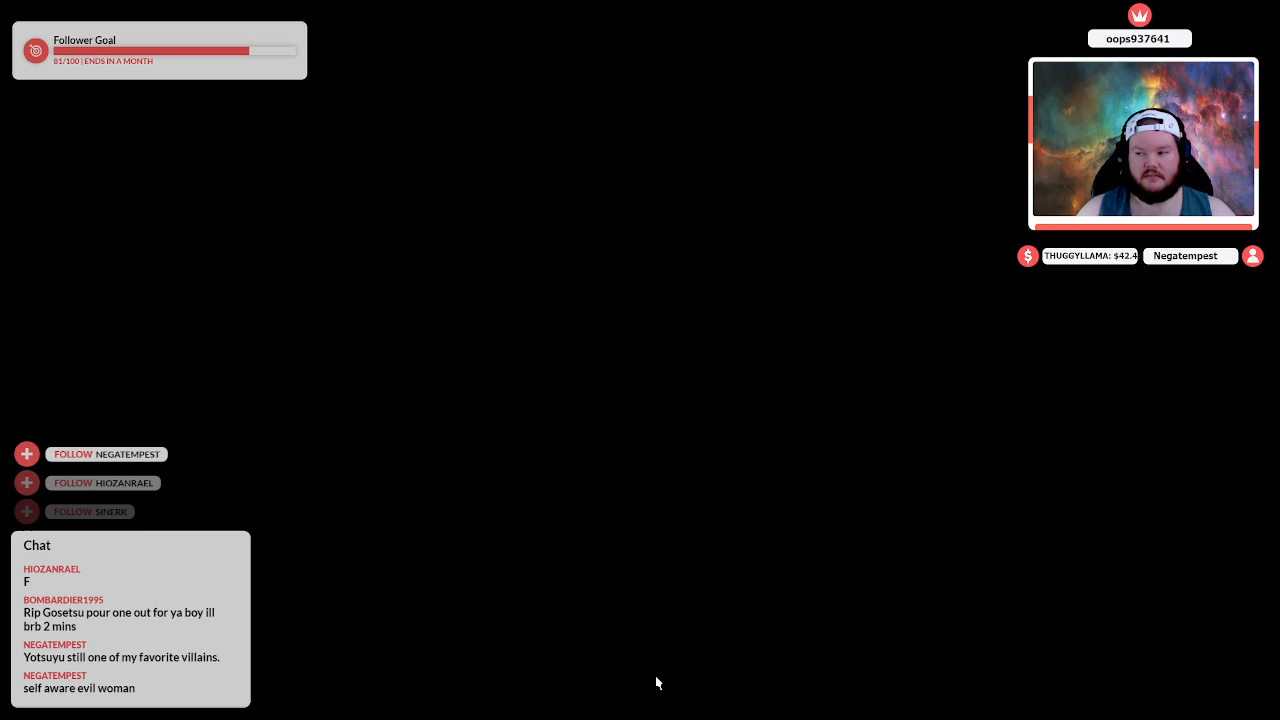 Follower Goal
81/100 | ENDS IN A MONTH
oops937641
$ THUGGYLLAMA: $42.4
Negatempest
FOLLOW NEGATEMPEST
FOLLOW HIOZANRAEL
FOLLOW SINERK
Chat
HIOZANRAEL
F
BOMBARDIER1995
Rip Gosetsu pour one out for ya boy ill
brb 2 mins
NEGATEMPEST
Yotsuyu still one of my favorite villains.
NEGATEMPEST
self aware evil woman